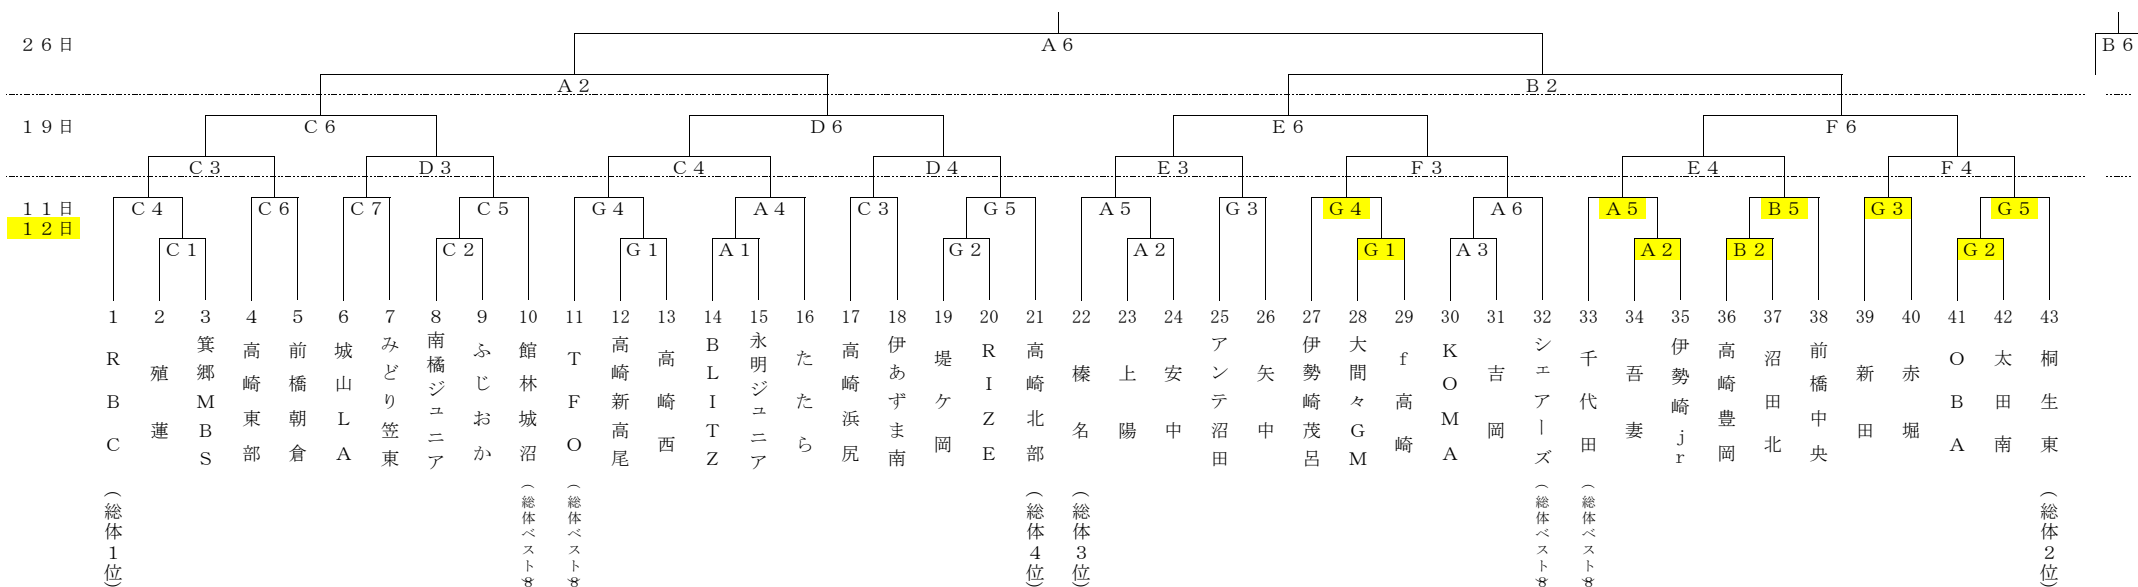 ２６日
Ａ６
Ｂ６
Ａ２
Ｂ２
１９日
Ｃ６
Ｄ６
Ｅ６
Ｆ６
Ｃ３
Ｄ３
Ｃ４
Ｄ４
Ｅ３
Ｆ３
Ｅ４
Ｆ４
１１日
Ｃ４
Ｃ６
Ｃ７
Ｃ５
Ｇ４
Ａ４
Ｃ３
Ｇ５
Ａ５
Ｇ３
Ｇ４
Ａ６
Ａ５
Ｂ５
Ｇ３
Ｇ５
１２日
Ｃ１
Ｃ２
Ｇ１
Ａ１
Ｇ２
Ａ２
Ｇ１
Ａ３
Ａ２
Ｂ２
Ｇ２
1 ＲＢＣ （総体１位）
2 殖蓮
3 箕郷ＭＢＳ
4 高崎東部
5 前橋朝倉
6 城山ＬＡ
7 みどり笠東
8 南橘ジュニア
9 ふじおか
10 館林城沼 （総体ベスト８）
11 ＴＦＯ （総体ベスト８）
12 高崎新高尾
13 高崎西
14 ＢＬＩＴＺ
15 永明ジュニア
16 たたら
17 高崎浜尻
18 伊あずま南
19 堤ケ岡
20 ＲＩＺＥ
21 高崎北部 （総体４位）
22 榛名 （総体３位）
23 上陽
24 安中
25 アンテ沼田
26 矢中
27 伊勢崎茂呂
28 大間々ＧＭ
29 ｆ高崎
30 ＫＯＭＡ
31 吉岡
32 シェアーズ （総体ベスト８）
33 千代田 （総体ベスト８）
34 吾妻
35 伊勢崎ｊｒ
36 高崎豊岡
37 沼田北
38 前橋中央
39 新田
40 赤堀
41 ＯＢＡ
42 太田南
43 桐生東 （総体２位）